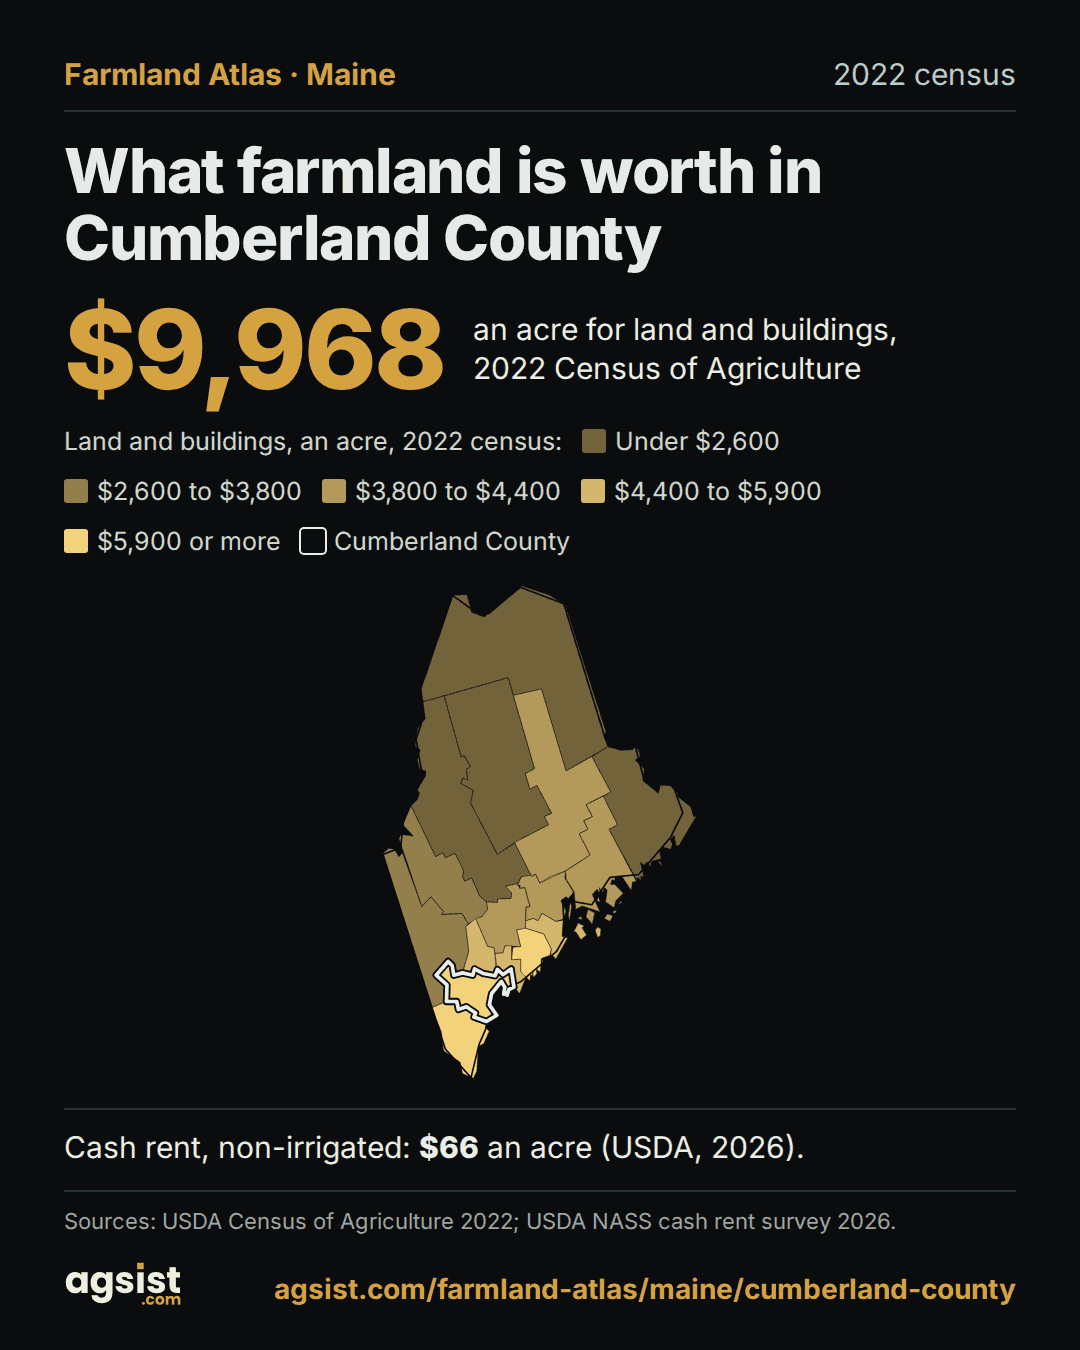 Farmland Atlas · Maine
2022 census
What farmland is worth in
Cumberland County
$9,968
an acre for land and buildings,
2022 Census of Agriculture
Land and buildings, an acre, 2022 census: Under $2,600
$2,600 to $3,800 $3,800 to $4,400 $4,400 to $5,900
$5,900 or more Cumberland County
Cash rent, non-irrigated: $66 an acre (USDA, 2026).
Sources: USDA Census of Agriculture 2022; USDA NASS cash rent survey 2026.
agsist
.com
agsist.com/farmland-atlas/maine/cumberland-county